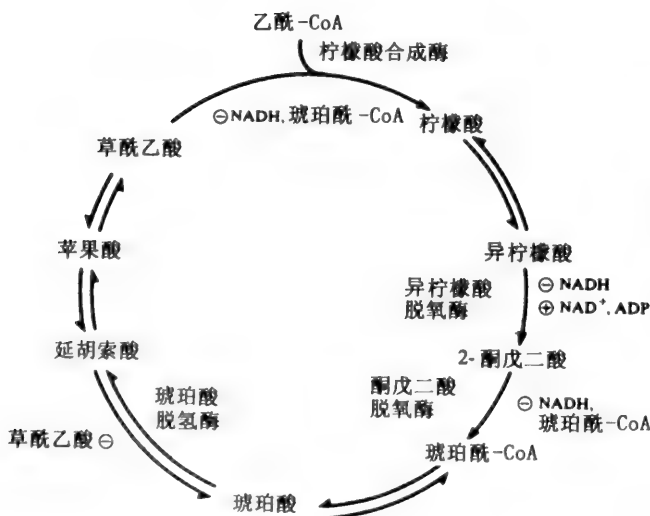 乙酰-CoA
柠檬酸合成酶
⊖NADH,琥珀酰-CoA
柠檬酸
草酰乙酸
苹果酸
异柠檬酸
异柠檬酸
脱氧酶
⊖ NADH
⊕ NAD⁺, ADP
延胡索酸
2-酮戊二酸
琥珀酸
脱氢酶
酮戊二酸
脱氧酶
⊖ NADH,
琥珀酰-CoA
草酰乙酸⊖
琥珀酰-CoA
琥珀酸